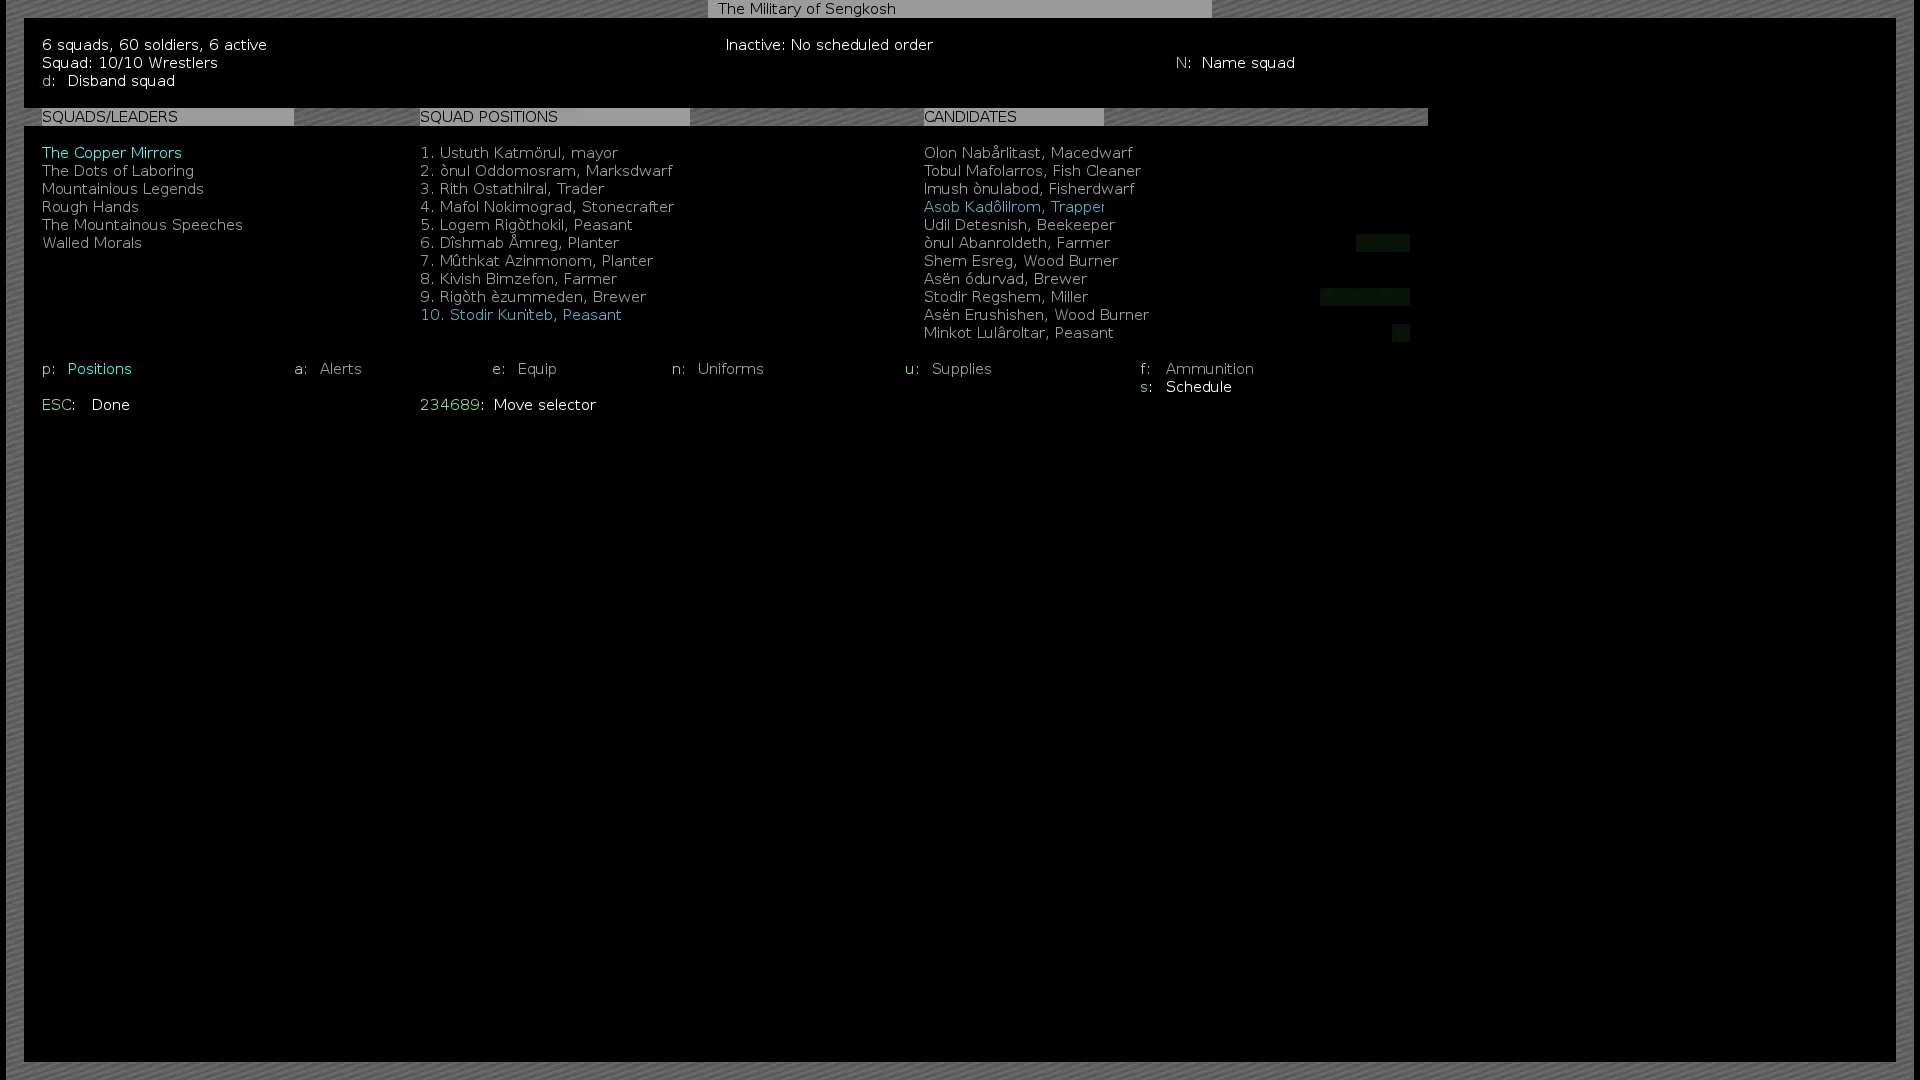 The Military of Sengkosh
6 squads, 60 soldiers, 6 active
Inactive: No scheduled order
Squad: 10/10 Wrestlers
N: Name squad
d: Disband squad
SQUADS/LEADERS
The Copper Mirrors
The Dots of Laboring
Mountainious Legends
Rough Hands
The Mountainous Speeches
Walled Morals
SQUAD POSITIONS
1. Ustuth Katmörul, mayor
2. ònul Oddomosram, Marksdwarf
3. Rith Ostathilral, Trader
4. Mafol Nokimograd, Stonecrafter
5. Logem Rigòthokil, Peasant
6. Dîshmab Åmreg, Planter
7. Mûthkat Azinmonom, Planter
8. Kivish Bimzefon, Farmer
9. Rigòth èzummeden, Brewer
10. Stodir Kunïteb, Peasant
CANDIDATES
Olon Nabårlitast, Macedwarf
Tobul Mafolarros, Fish Cleaner
Imush ònulabod, Fisherdwarf
Asob Kadôlilrom, Trapper
Udil Detesnish, Beekeeper
ònul Abanroldeth, Farmer
Shem Esreg, Wood Burner
Asën ódurvad, Brewer
Stodir Regshem, Miller
Asën Erushishen, Wood Burner
Minkot Lulâroltar, Peasant
p: Positions
a: Alerts
e: Equip
n: Uniforms
u: Supplies
f: Ammunition
s: Schedule
ESC: Done
234689: Move selector